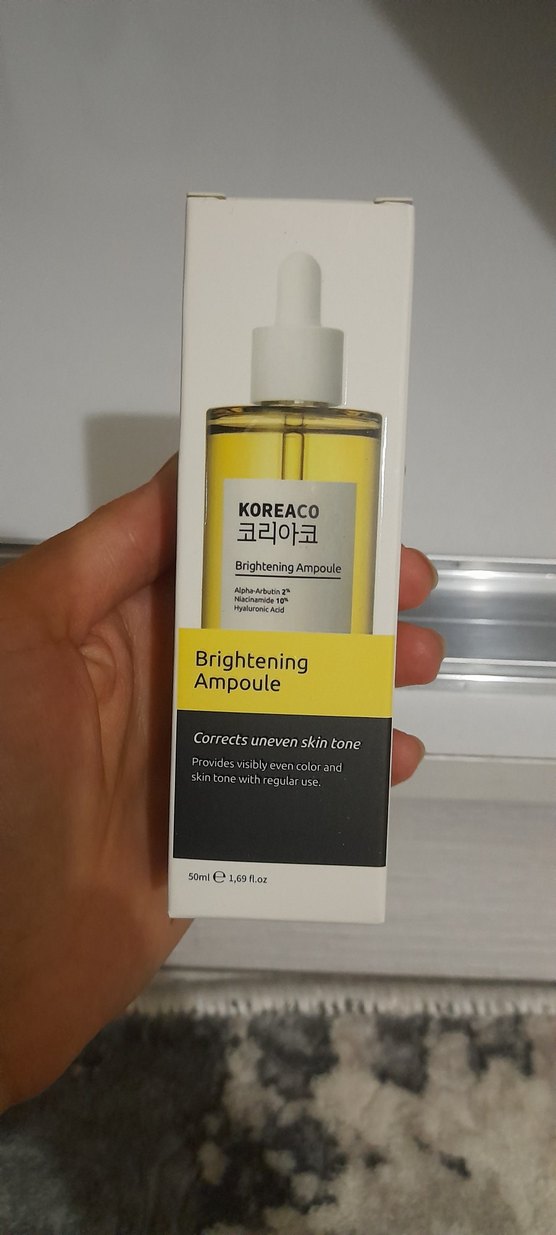 KOREACO
코리아코
Brightening Ampoule
Alpha-Arbutin 2%
Niacinamide 10%
Hyaluronic Acid
Brightening
Ampoule
Corrects uneven skin tone
Provides visibly even color and
skin tone with regular use.
50ml ℮ 1,69 fl.oz